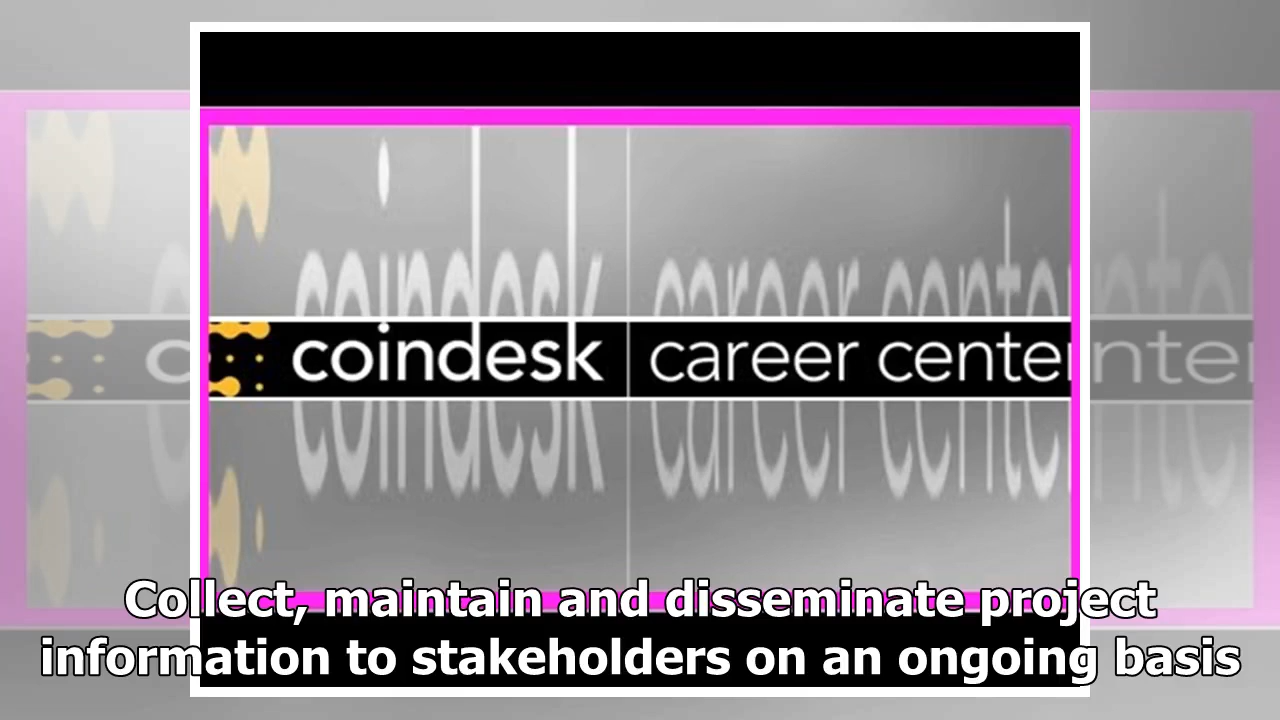 coindesk career center
Collect, maintain and disseminate project
information to stakeholders on an ongoing basis